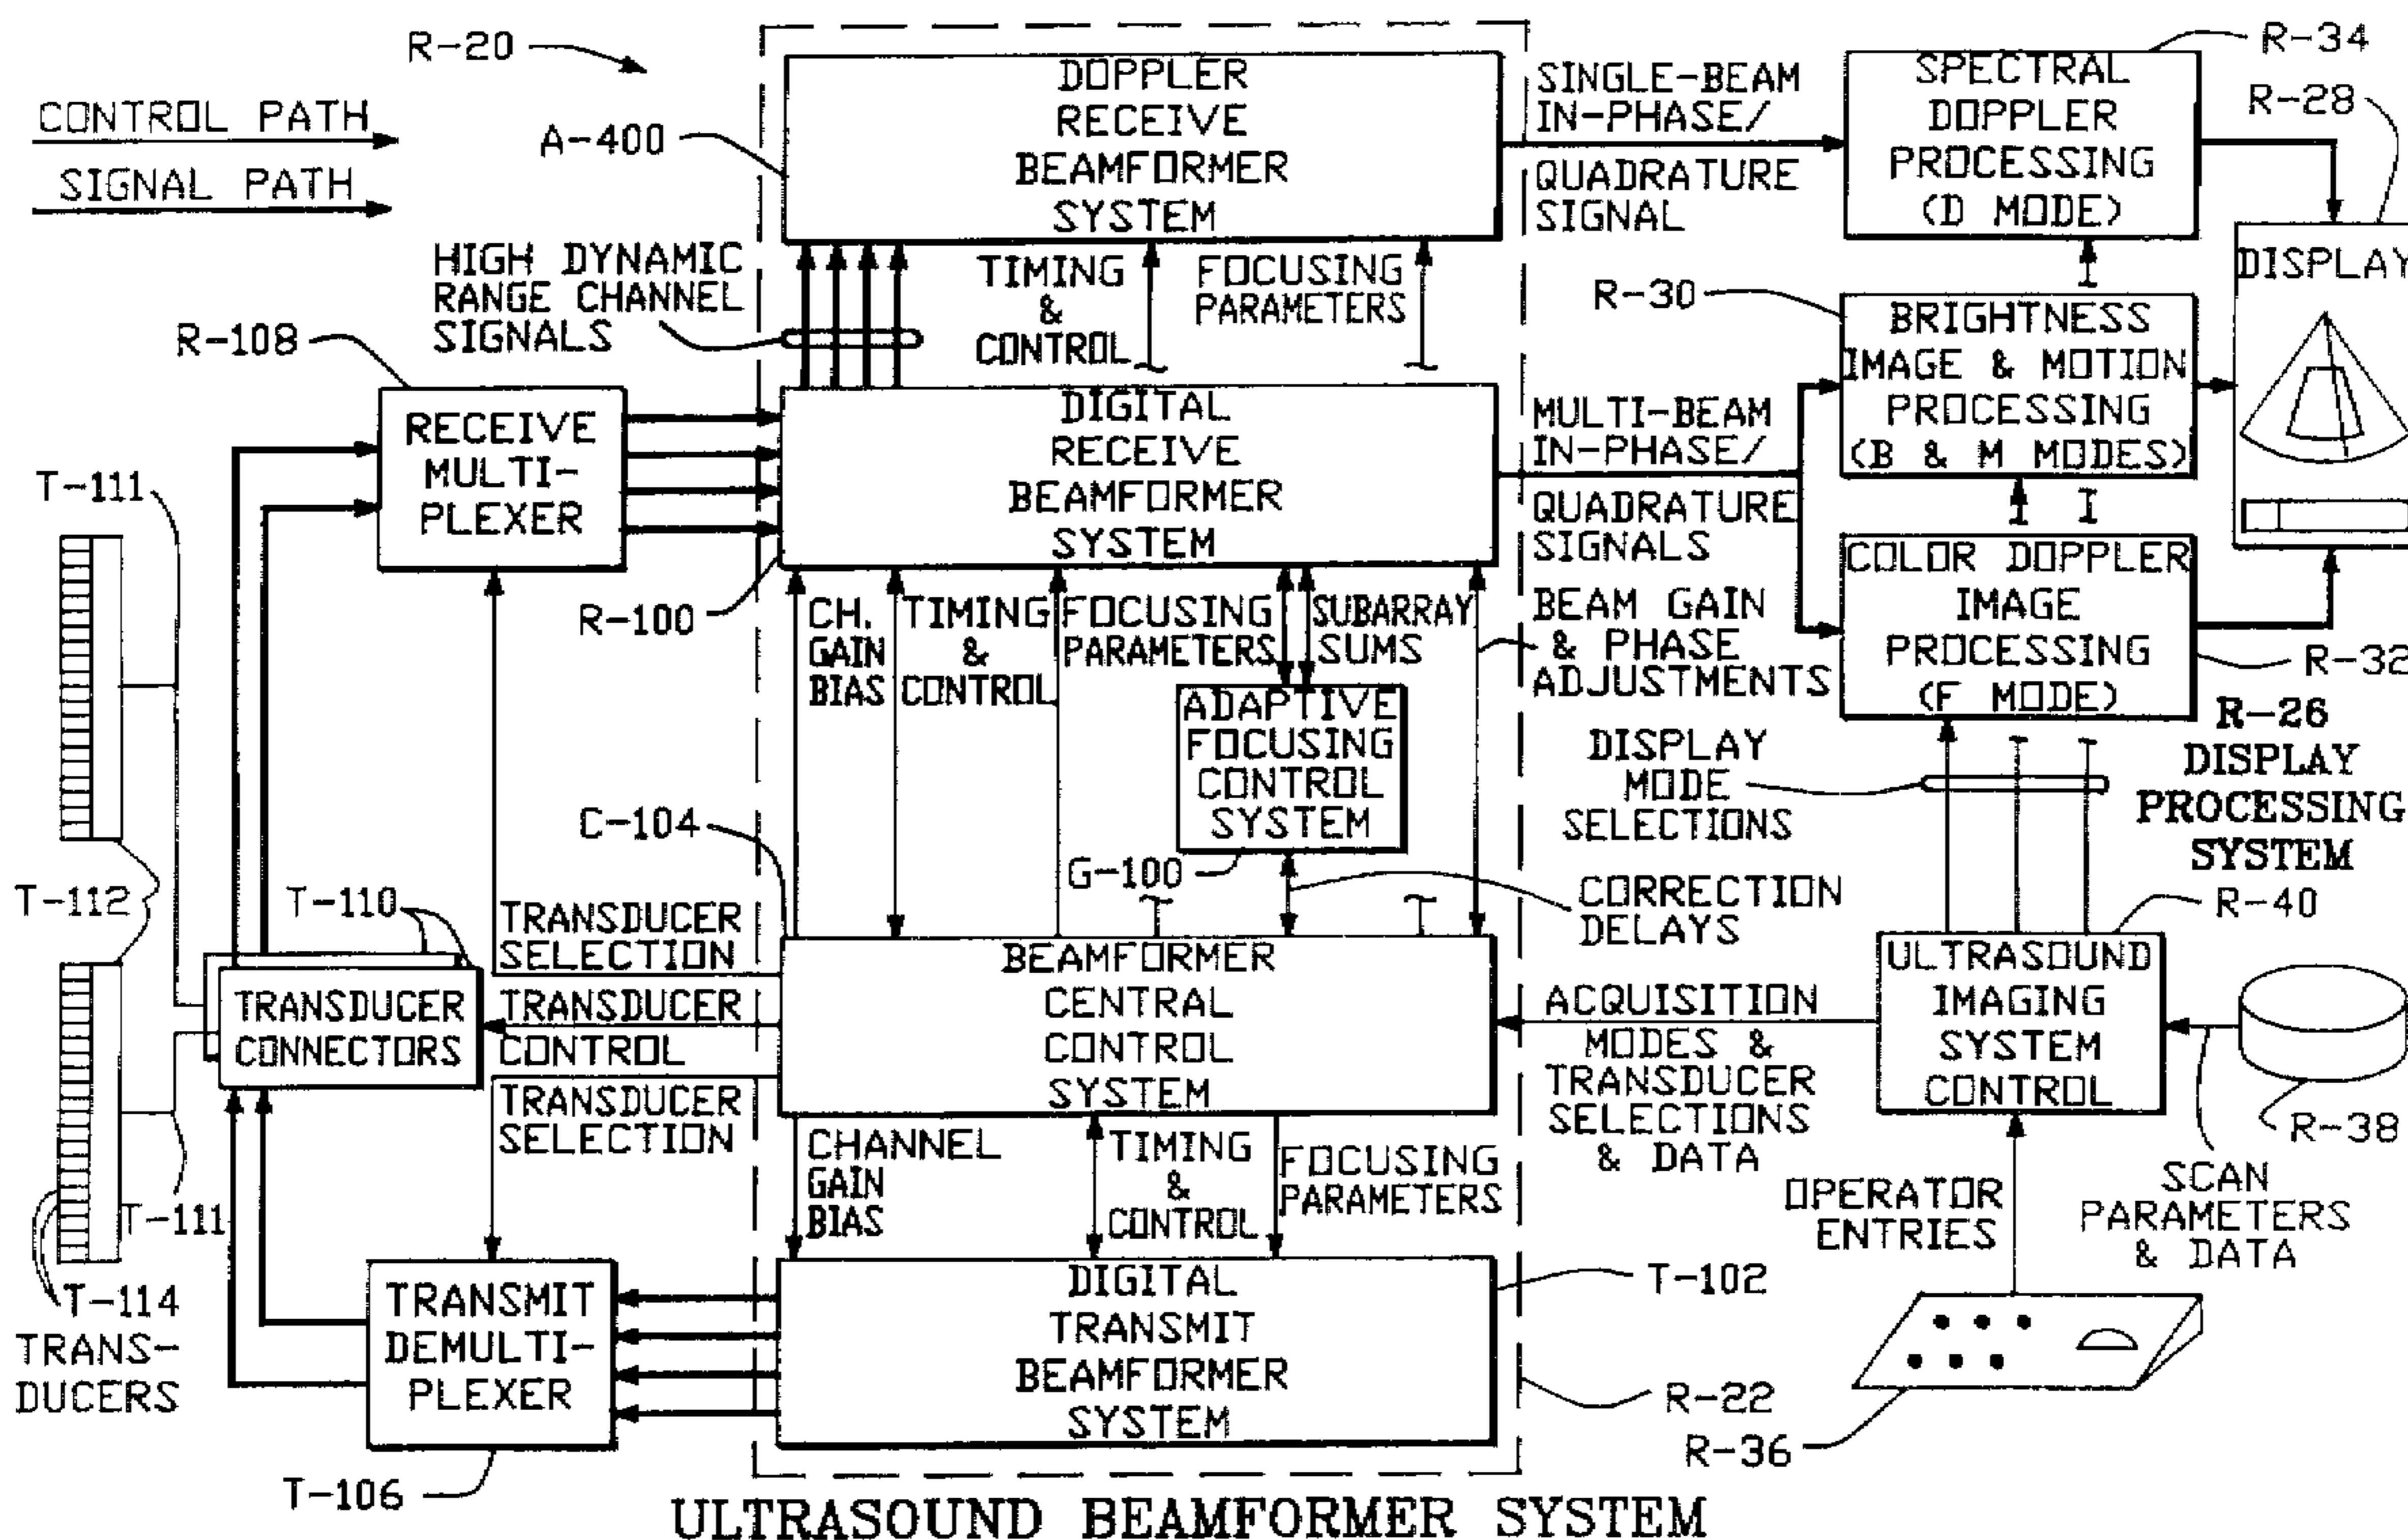 R-20
CONTROL PATH
SIGNAL PATH
A-400
DOPPLER
RECEIVE
BEAMFORMER
SYSTEM
SINGLE-BEAM
IN-PHASE/
QUADRATURE
SIGNAL
SPECTRAL
DOPPLER
PROCESSING
(D MODE)
R-34
R-28
DISPLAY
HIGH DYNAMIC
RANGE CHANNEL
SIGNALS
TIMING
&
CONTROL
FOCUSING
PARAMETERS
R-30
BRIGHTNESS
IMAGE & MOTION
PROCESSING
(B & M MODES)
R-108
RECEIVE
MULTI-
PLEXER
DIGITAL
RECEIVE
BEAMFORMER
SYSTEM
MULTI-BEAM
IN-PHASE/
QUADRATURE
SIGNALS
COLOR DOPPLER
IMAGE
PROCESSING
(F MODE)
R-32
T-111
R-100
CH.
GAIN
BIAS
TIMING
&
CONTROL
FOCUSING
PARAMETERS
SUBARRAY
SUMS
BEAM GAIN
& PHASE
ADJUSTMENTS
ADAPTIVE
FOCUSING
CONTROL
SYSTEM
G-100
DISPLAY
MODE
SELECTIONS
R-26
DISPLAY
PROCESSING
SYSTEM
C-104
T-112
T-110
TRANSDUCER
SELECTION
CORRECTION
DELAYS
R-40
TRANSDUCER
CONNECTORS
TRANSDUCER
CONTROL
BEAMFORMER
CENTRAL
CONTROL
SYSTEM
ACQUISITION
MODES &
TRANSDUCER
SELECTIONS
& DATA
ULTRASOUND
IMAGING
SYSTEM
CONTROL
R-38
TRANSDUCER
SELECTION
T-111
CHANNEL
GAIN
BIAS
TIMING
&
CONTROL
FOCUSING
PARAMETERS
OPERATOR
ENTRIES
SCAN
PARAMETERS
& DATA
T-114
TRANS-
DUCERS
TRANSMIT
DEMULTI-
PLEXER
DIGITAL
TRANSMIT
BEAMFORMER
SYSTEM
T-102
R-22
R-36
T-106
ULTRASOUND BEAMFORMER SYSTEM